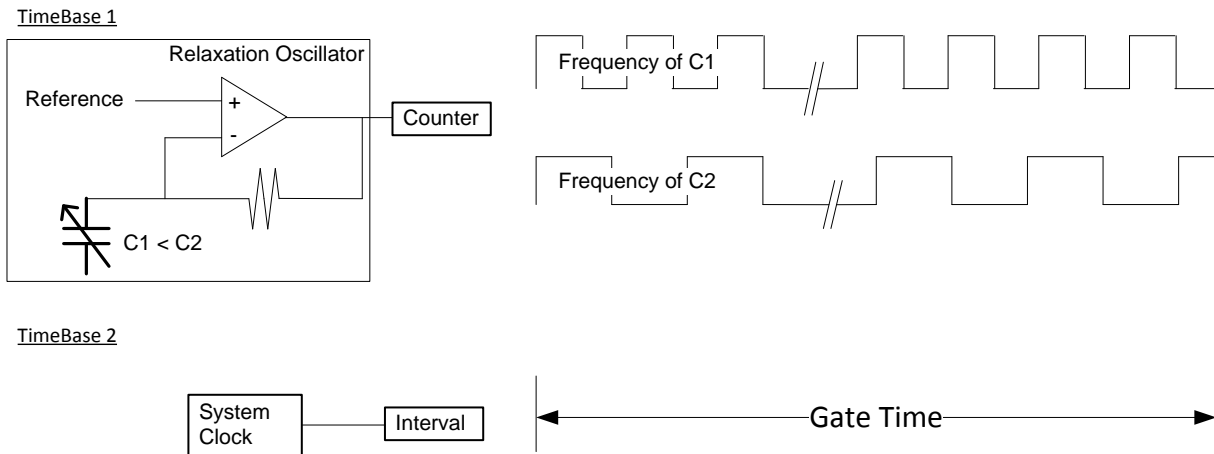 TimeBase 1
Relaxation Oscillator
Reference
+
-
Counter
C1 < C2
Frequency of C1
Frequency of C2
TimeBase 2
System
Clock
Interval
Gate Time